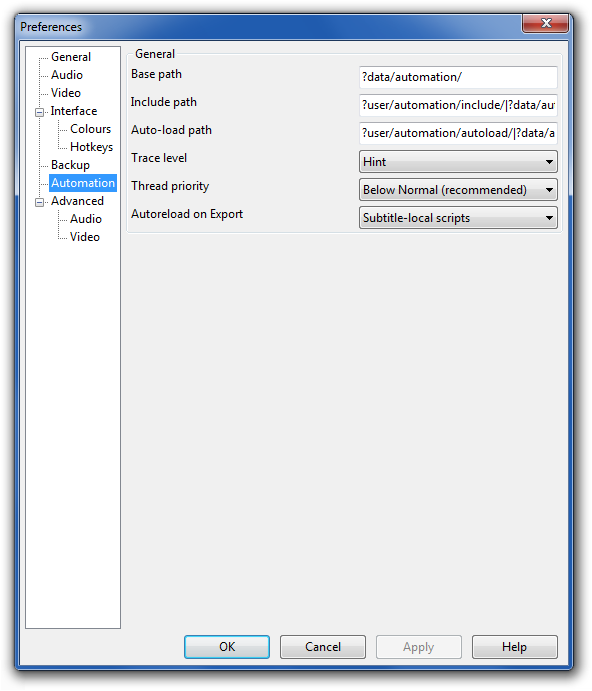 Preferences
General
Audio
Video
Interface
Colours
Hotkeys
Backup
Automation
Advanced
Audio
Video
General
Base path ?data/automation/
Include path ?user/automation/include/|?data/au
Auto-load path ?user/automation/autoload/|?data/a
Trace level Hint
Thread priority Below Normal (recommended)
Autoreload on Export Subtitle-local scripts
OK Cancel Apply Help